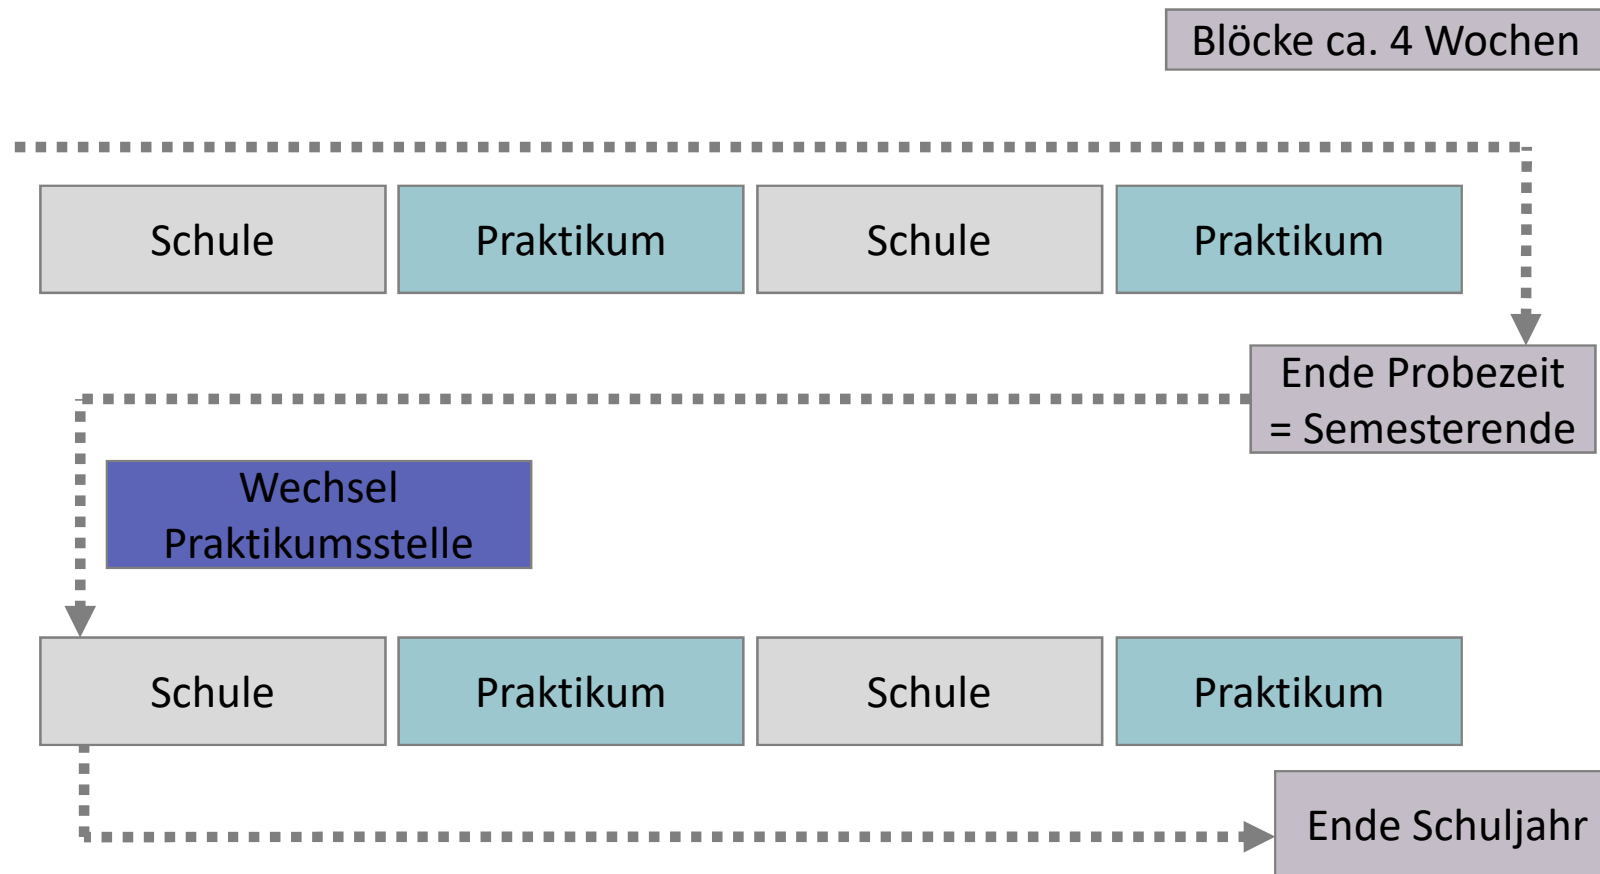 Blöcke ca. 4 Wochen
Schule
Praktikum
Schule
Praktikum
Ende Probezeit
= Semesterende
Wechsel
Praktikumsstelle
Schule
Praktikum
Schule
Praktikum
Ende Schuljahr